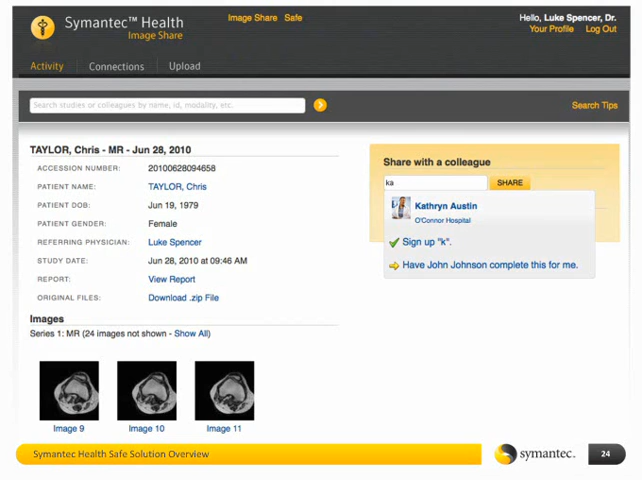 Symantec™ Health
Image Share
Image Share Safe
Hello, Luke Spencer, Dr.
Your Profile Log Out
Activity Connections Upload
Search studies or colleagues by name, id, modality, etc.
Search Tips
TAYLOR, Chris - MR - Jun 28, 2010
ACCESSION NUMBER: 20100628094658
PATIENT NAME: TAYLOR, Chris
PATIENT DOB: Jun 19, 1979
PATIENT GENDER: Female
REFERRING PHYSICIAN: Luke Spencer
STUDY DATE: Jun 28, 2010 at 09:46 AM
REPORT: View Report
ORIGINAL FILES: Download .zip File
Share with a colleague
ka SHARE
Kathryn Austin
O'Connor Hospital
Sign up "k".
Have John Johnson complete this for me.
Images
Series 1: MR (24 images not shown - Show All)
Image 9 Image 10 Image 11
Symantec Health Safe Solution Overview
symantec. 24